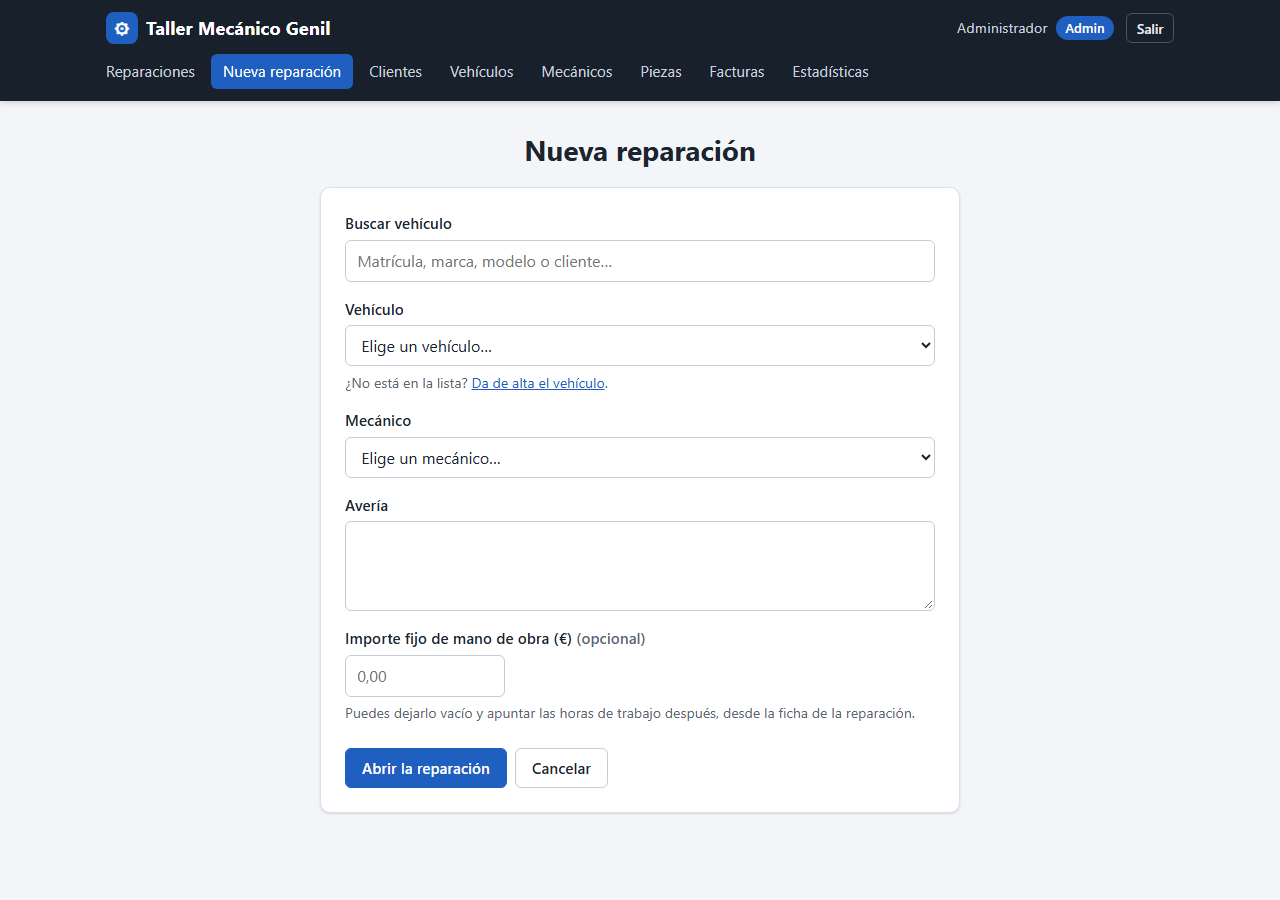 Taller Mecánico Genil
Administrador Admin Salir
Reparaciones Nueva reparación Clientes Vehículos Mecánicos Piezas Facturas Estadísticas
Nueva reparación
Buscar vehículo
Matrícula, marca, modelo o cliente...
Vehículo
Elige un vehículo...
¿No está en la lista? Da de alta el vehículo.
Mecánico
Elige un mecánico...
Avería
Importe fijo de mano de obra (€) (opcional)
0,00
Puedes dejarlo vacío y apuntar las horas de trabajo después, desde la ficha de la reparación.
Abrir la reparación Cancelar